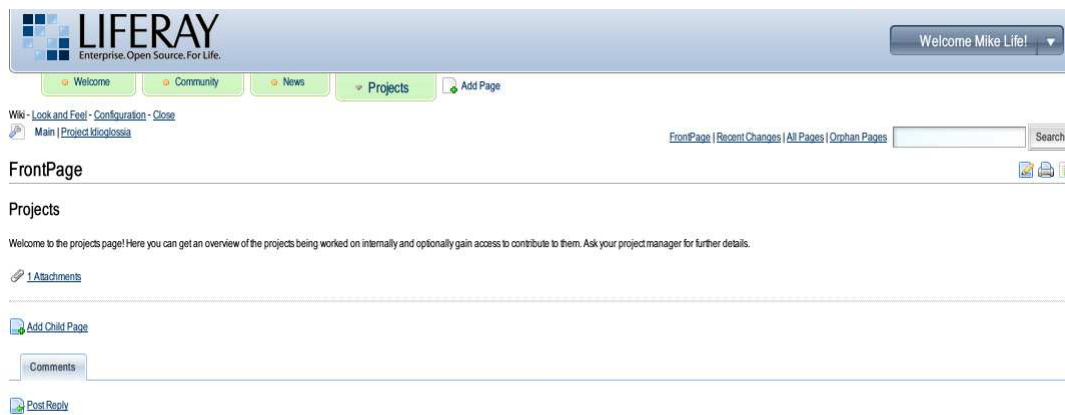 LIFERAY
Enterprise. Open Source. For Life.
Welcome Mike Life!
Welcome
Community
News
Projects
Add Page
Wiki - Look and Feel - Configuration - Close
Main | Project Idioglossia
FrontPage | Recent Changes | All Pages | Orphan Pages
Search
FrontPage
Projects
Welcome to the projects page! Here you can get an overview of the projects being worked on internally and optionally gain access to contribute to them. Ask your project manager for further details.
1 Attachments
Add Child Page
Comments
Post Reply